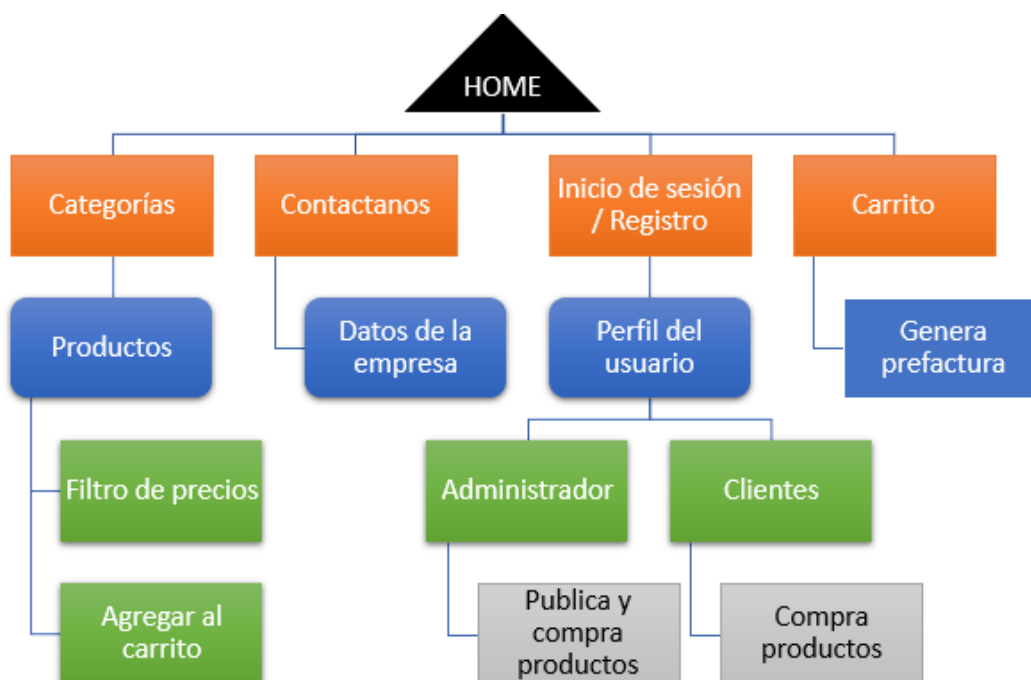 HOME
Categorías
Contactanos
Inicio de sesión
/ Registro
Carrito
Productos
Datos de la
empresa
Perfil del
usuario
Genera
prefactura
Filtro de precios
Administrador
Clientes
Agregar al
carrito
Publica y
compra
productos
Compra
productos